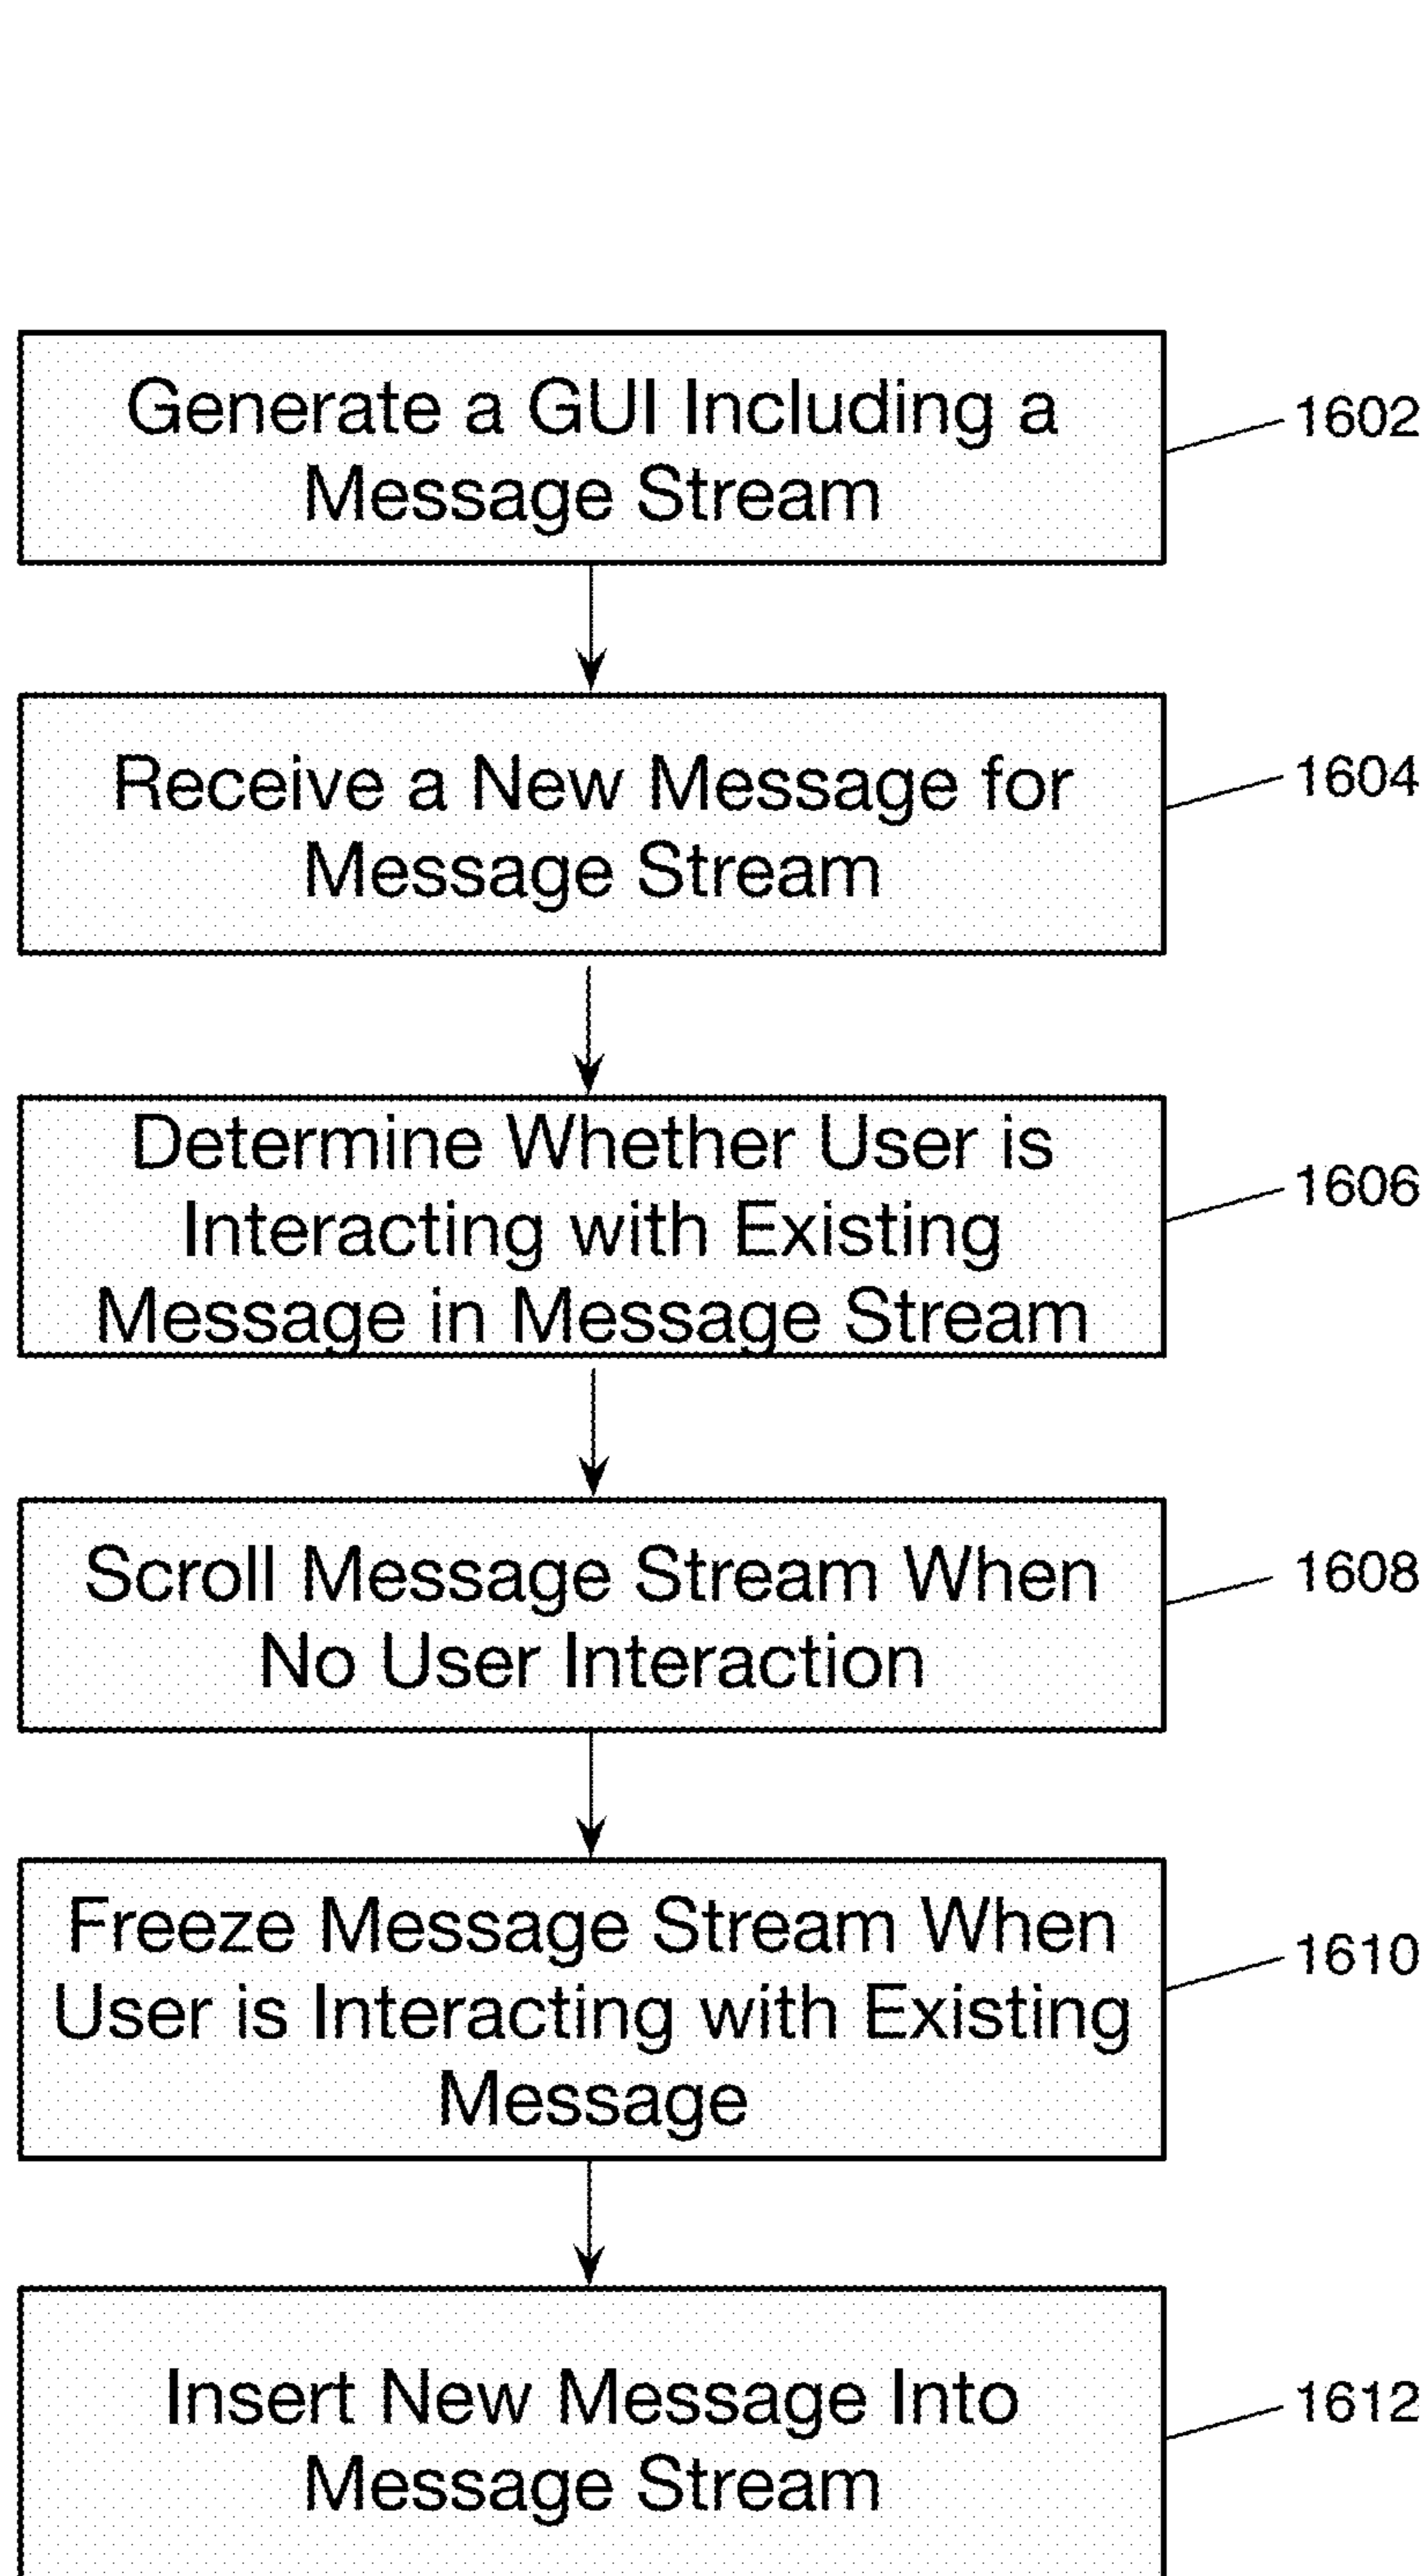 Generate a GUI Including a
Message Stream
1602
Receive a New Message for
Message Stream
1604
Determine Whether User is
Interacting with Existing
Message in Message Stream
1606
Scroll Message Stream When
No User Interaction
1608
Freeze Message Stream When
User is Interacting with Existing
Message
1610
Insert New Message Into
Message Stream
1612